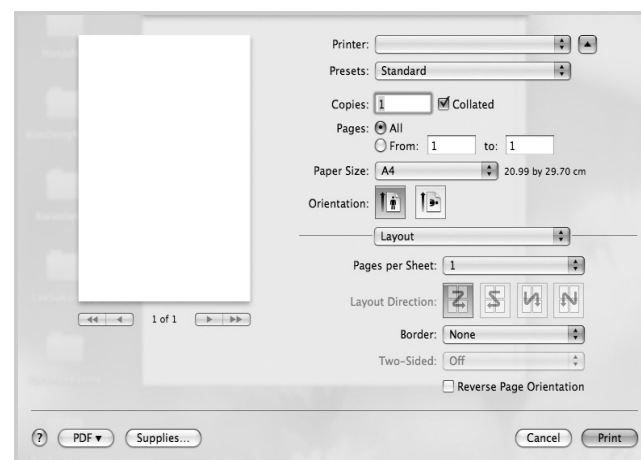 Printer:
Presets: Standard
Copies: 1 Collated
Pages: All
From: 1 to: 1
Paper Size: A4 20.99 by 29.70 cm
Orientation:
Layout
Pages per Sheet: 1
Layout Direction:
1 of 1
Border: None
Two-Sided: Off
Reverse Page Orientation
? PDF▼ Supplies... Cancel Print